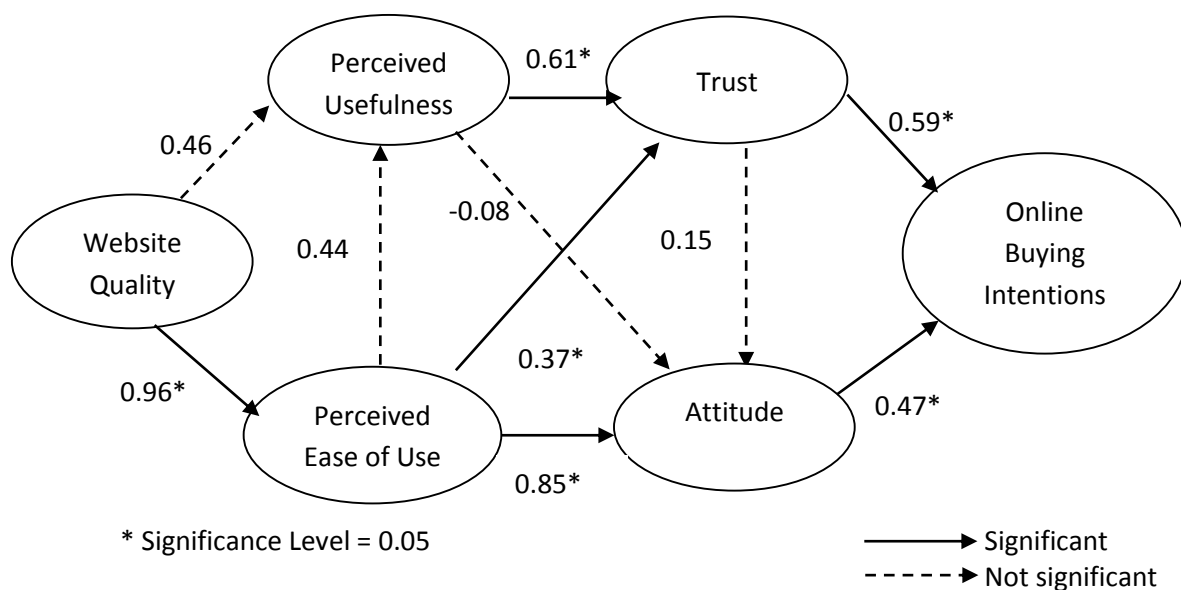 0.61*
Perceived
Usefulness
Trust
0.59*
0.46
-0.08
Website
Quality
0.44
0.15
Online
Buying
Intentions
0.37*
0.96*
Perceived
Ease of Use
Attitude
0.47*
0.85*
* Significance Level = 0.05
Significant
Not significant